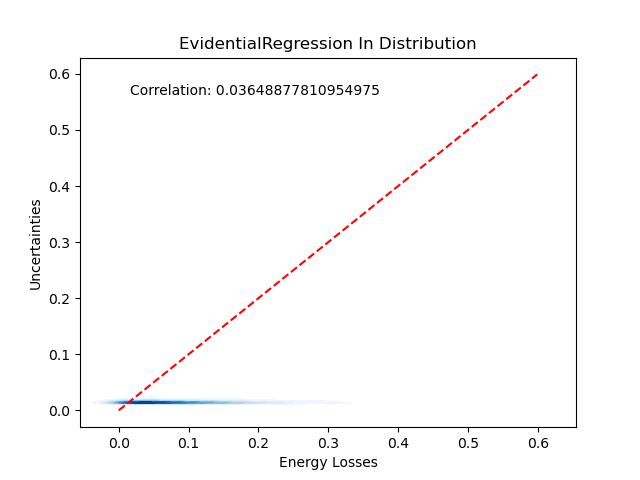 EvidentialRegression In Distribution
Correlation: 0.03648877810954975
Uncertainties
0.6
0.5
0.4
0.3
0.2
0.1
0.0
0.0 0.1 0.2 0.3 0.4 0.5 0.6
Energy Losses